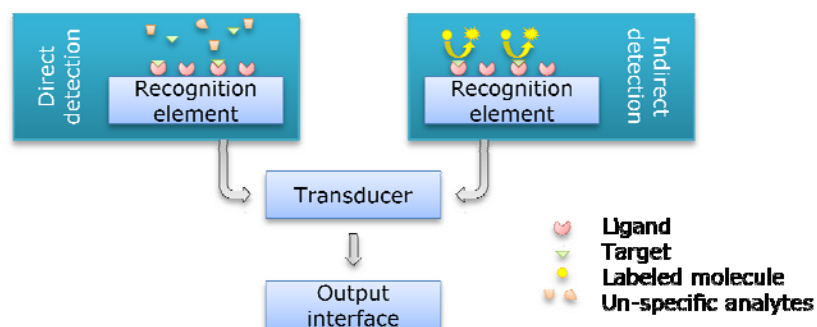 Direct
detection
Recognition
element
Recognition
element
Indirect
detection
Transducer
Output
interface
Ligand
Target
Labeled molecule
Un-specific analytes